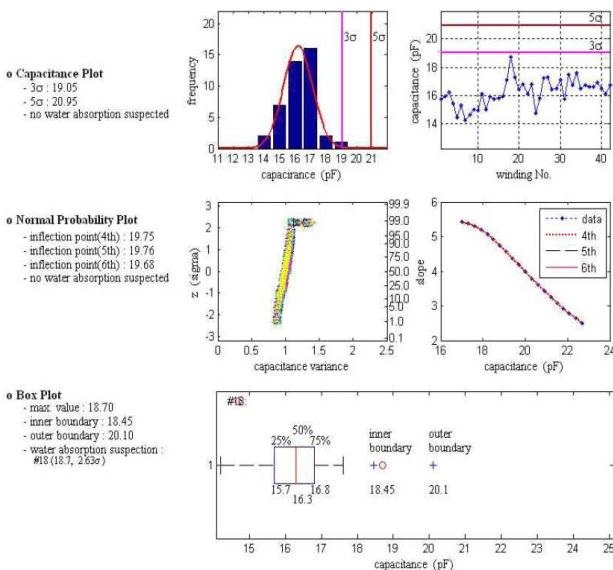 o Capacitance Plot
- 3σ : 19.05
- 5σ : 20.95
- no water absorption suspected
frequency
20
15
10
5
0
3σ
5σ
11 12 13 14 15 16 17 18 19 20 21 22
capacirance (pF)
capacitance (pF)
22
20
18
16
14
5σ
3σ
10 20 30 40
winding No.
o Normal Probability Plot
- inflection point(4th) : 19.75
- inflection point(5th) : 19.76
- inflection point(6th) : 19.68
- no water absorption suspected
z (sigma)
3
2
1
0
-1
-2
-3
99.9
99.0
95.0
90.0
75.0
50.0
25.0
10.0
5.0
1.0
0.1
0 0.5 1 1.5 2 2.5
capacitance variance
slope
6
5
4
3
2
data
4th
5th
6th
16 18 20 22 24
capacitance (pF)
o Box Plot
- max. value : 18.70
- inner boundary : 18.45
- outer boundary : 20.10
- water absorption suspection :
#18 (18.7, 2.63σ)
#18:
50%
25% 75%
inner boundary
outer boundary
1
15.7 16.8
16.3
18.45
20.1
15 16 17 18 19 20 21 22 23 24 25
capacitance (pF)